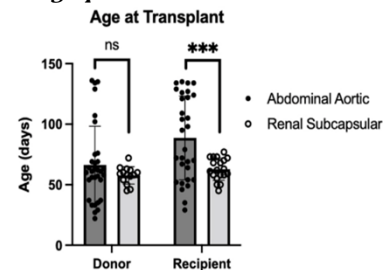 Age at Transplant
ns
***
150
100
50
0
Age (days)
Donor
Recipient
Abdominal Aortic
Renal Subcapsular